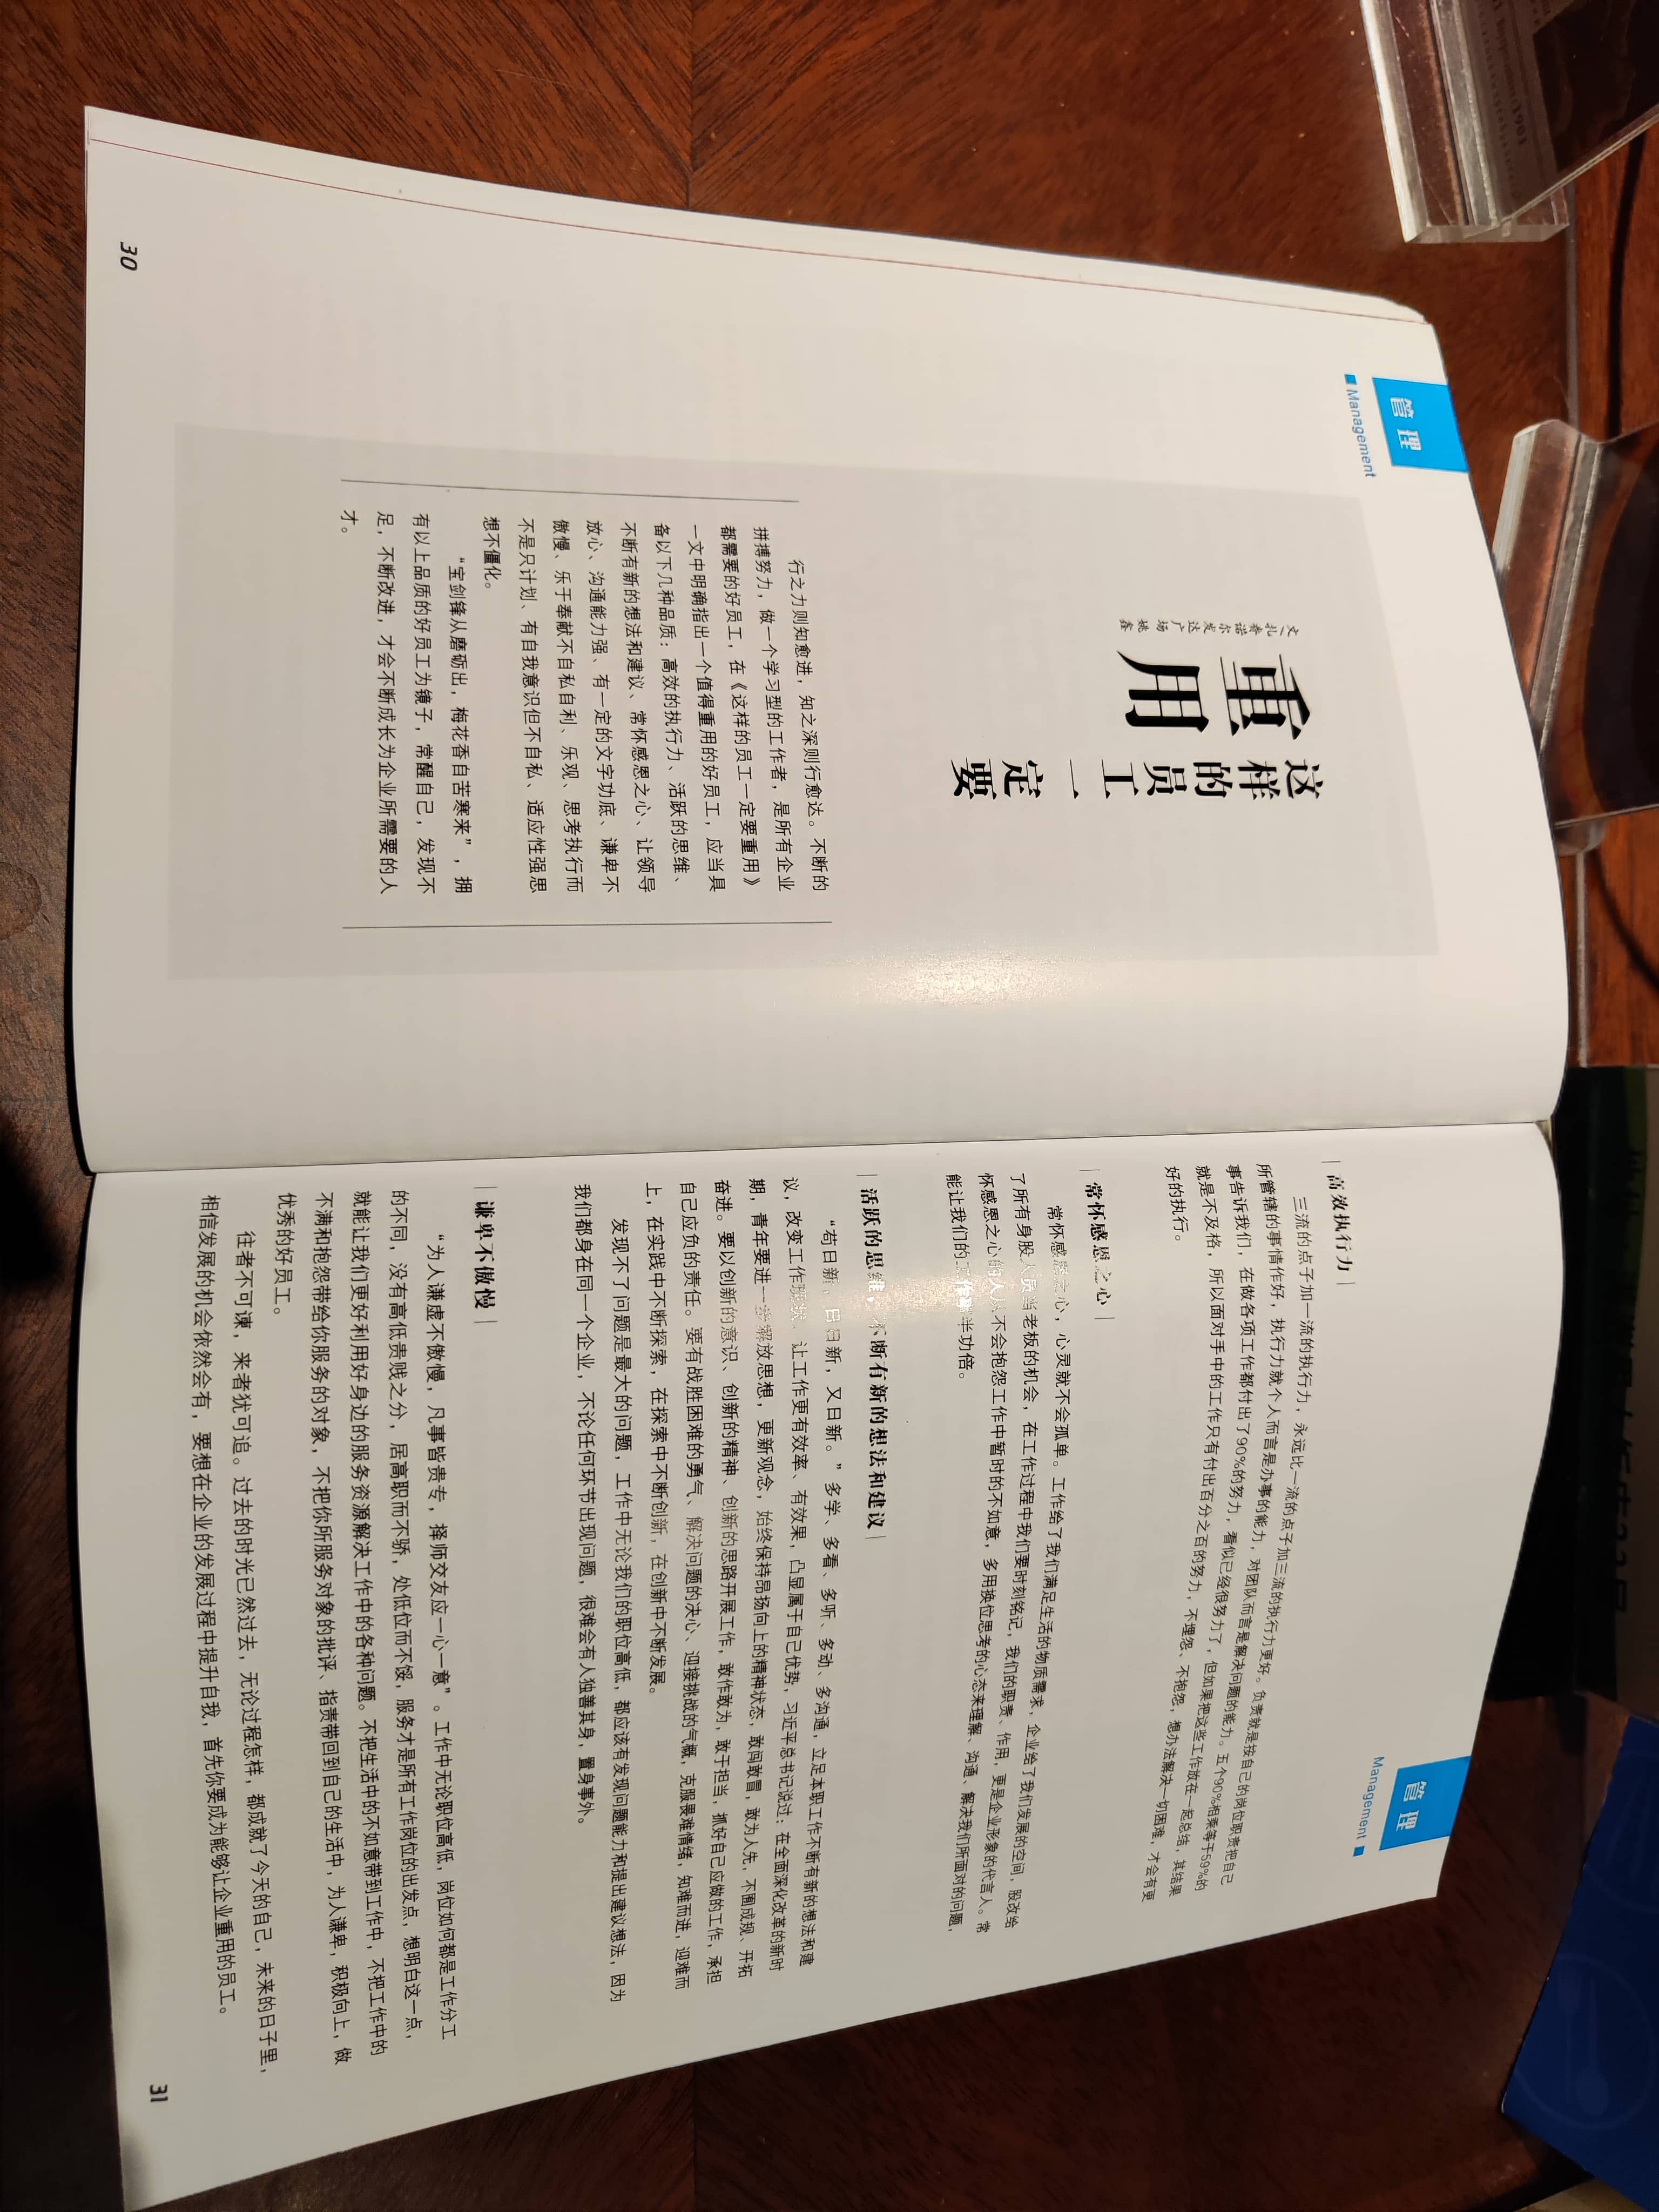 管理
Management
这样的员工一定要
重用
文\扎赉诺尔发达广场 姚鑫
行之力则知愈进，知之深则行愈达。不断的
拼搏努力，做一个学习型的工作者，是所有企业
都需要的好员工，在《这样的员工一定要重用》
一文中明确指出一个值得重用的好员工，应当具
备以下几种品质：高效的执行力、活跃的思维、
不断有新的想法和建议、常怀感恩之心、让领导
放心、沟通能力强、有一定的文字功底、谦卑不
傲慢、乐于奉献不自私自利、乐观、思考执行而
不是只计划、有自我意识但不自私、适应性强思
想不僵化。
“宝剑锋从磨砺出，梅花香自苦寒来”，拥
有以上品质的好员工为镜子，常醒自己，发现不
足，不断改进，才会不断成长为企业所需要的人
才。
30
管理
Management
高效执行力
三流的点子加一流的执行力，永远比一流的点子加三流的执行力更好。负责就是按自己的岗位职责把自己
所管辖的事情作好，执行力就个人而言是办事的能力，对团队而言是解决问题的能力。五个90%相乘等于59%的
事告诉我们，在做各项工作都付出了90%的努力，看似已经很努力了，但如果把这些工作放在一起总结，其结果
就是不及格，所以面对手中的工作只有付出百分之百的努力，不埋怨、不抱怨，想办法解决一切困难，才会有更
好的执行。
常怀感恩之心
常怀感恩之心，心灵就不会孤单。工作给了我们满足生活的物质需求，企业给了我们发展的空间，股改给
了所有身股人员当老板的机会，在工作过程中我们要时刻铭记，我们的职责、作用，更是企业形象的代言人。常
怀感恩之心的人从不会抱怨工作中暂时的不如意，多用换位思考的心态来理解、沟通、解决我们所面对的问题，
能让我们的工作事半功倍。
活跃的思维，不断有新的想法和建议
“苟日新，日日新，又日新。”多学、多看、多听、多动、多沟通，立足本职工作不断有新的想法和建
议，改变工作现状，让工作更有效率、有效果，凸显属于自己优势，习近平总书记说过：在全面深化改革的新时
期，青年要进一步解放思想，更新观念，始终保持昂扬向上的精神状态，敢闯敢冒，敢为人先，不囿成规、开拓
奋进。要以创新的意识、创新的精神、创新的思路开展工作，敢作敢为，敢于担当，抓好自己应做的工作，承担
自己应负的责任。要有战胜困难的勇气、解决问题的决心、迎接挑战的气概，克服畏难情绪，知难而进，迎难而
上，在实践中不断探索，在探索中不断创新，在创新中不断发展。
发现不了问题是最大的问题，工作中无论我们的职位高低，都应该有发现问题能力和提出建议想法，因为
我们都身在同一个企业，不论任何环节出现问题，很难会有人独善其身，置身事外。
谦卑不傲慢
“为人谦虚不傲慢，凡事皆贵专，择师交友应一心一意”。工作中无论职位高低，岗位如何都是工作分工
的不同，没有高低贵贱之分，居高职而不骄，处低位而不馁，服务才是所有工作岗位的出发点，想明白这一点，
就能让我们更好利用好身边的服务资源解决工作中的各种问题。不把生活中的不如意带到工作中，不把工作中的
不满和抱怨带给你服务的对象，不把你所服务对象的批评、指责带回到自己的生活中，为人谦卑，积极向上，做
优秀的好员工。
往者不可谏，来者犹可追。过去的时光已然过去，无论过程怎样，都成就了今天的自己，未来的日子里，
相信发展的机会依然会有，要想在企业的发展过程中提升自我，首先你要成为能够让企业重用的员工。
31